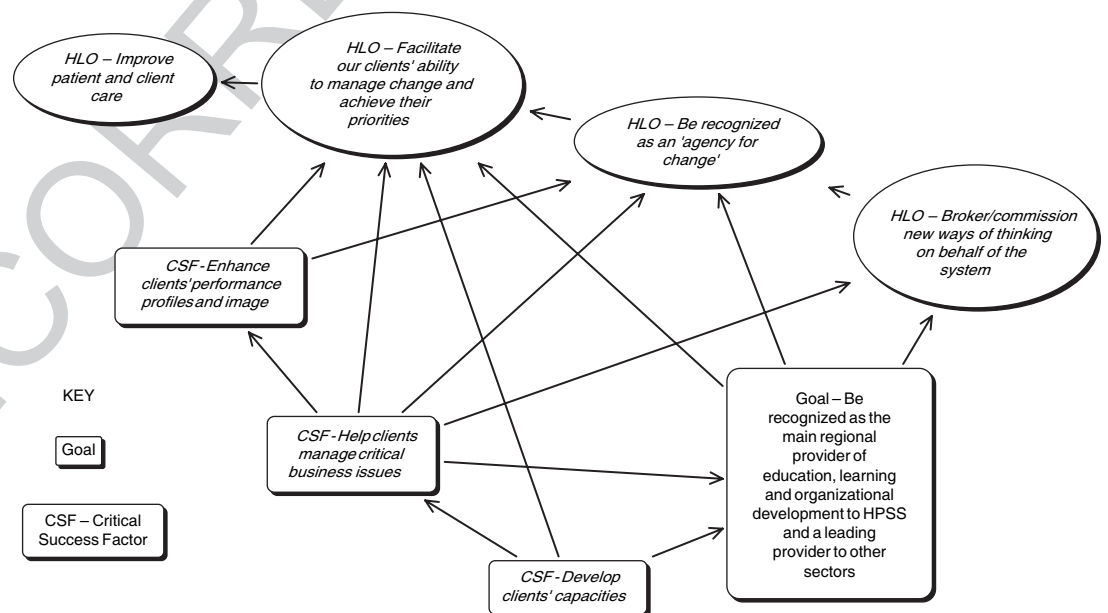 HLO – Improve
patient and client
care
HLO – Facilitate
our clients' ability
to manage change and
achieve their
priorities
HLO – Be recognized
as an 'agency for
change'
HLO – Broker/commission
new ways of thinking
on behalf of the
system
CSF-Enhance
clients' performance
profiles and image
KEY
Goal
CSF – Critical
Success Factor
CSF-Help clients
manage critical
business issues
CSF-Develop
clients' capacities
Goal – Be
recognized as the
main regional
provider of
education, learning
and organizational
development to HPSS
and a leading
provider to other
sectors